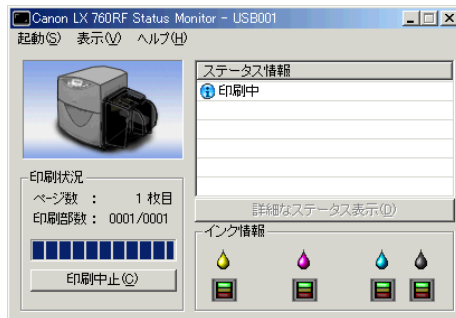 Canon LX 760RF Status Monitor - USB001
起動(S) 表示(V) ヘルプ(H)
ステータス情報
印刷中
詳細なステータス表示(D)
印刷状況
ページ数 : 1 枚目
印刷部数 : 0001/0001
印刷中止(C)
インク情報